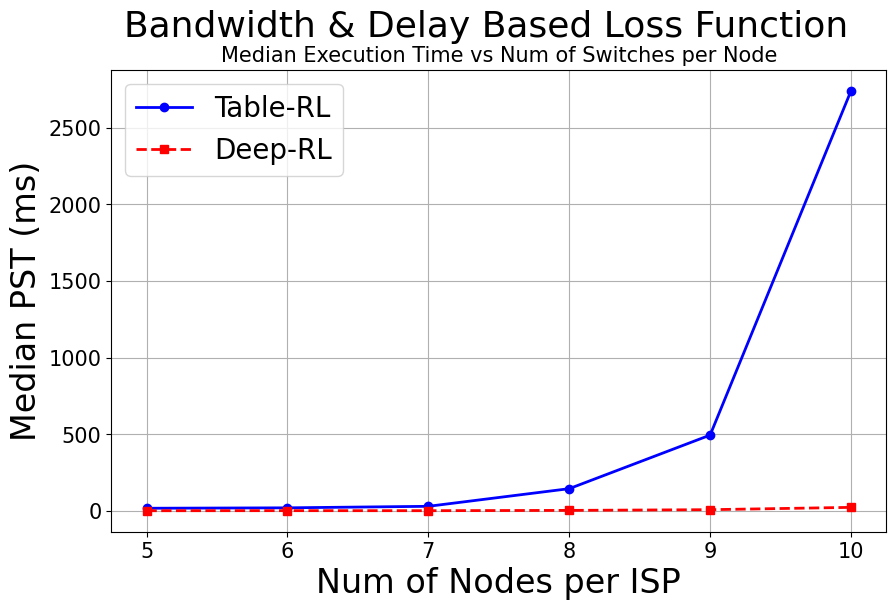 Bandwidth & Delay Based Loss Function
Median Execution Time vs Num of Switches per Node
Table-RL
Deep-RL
Median PST (ms)
2500
2000
1500
1000
500
0
5 6 7 8 9 10
Num of Nodes per ISP